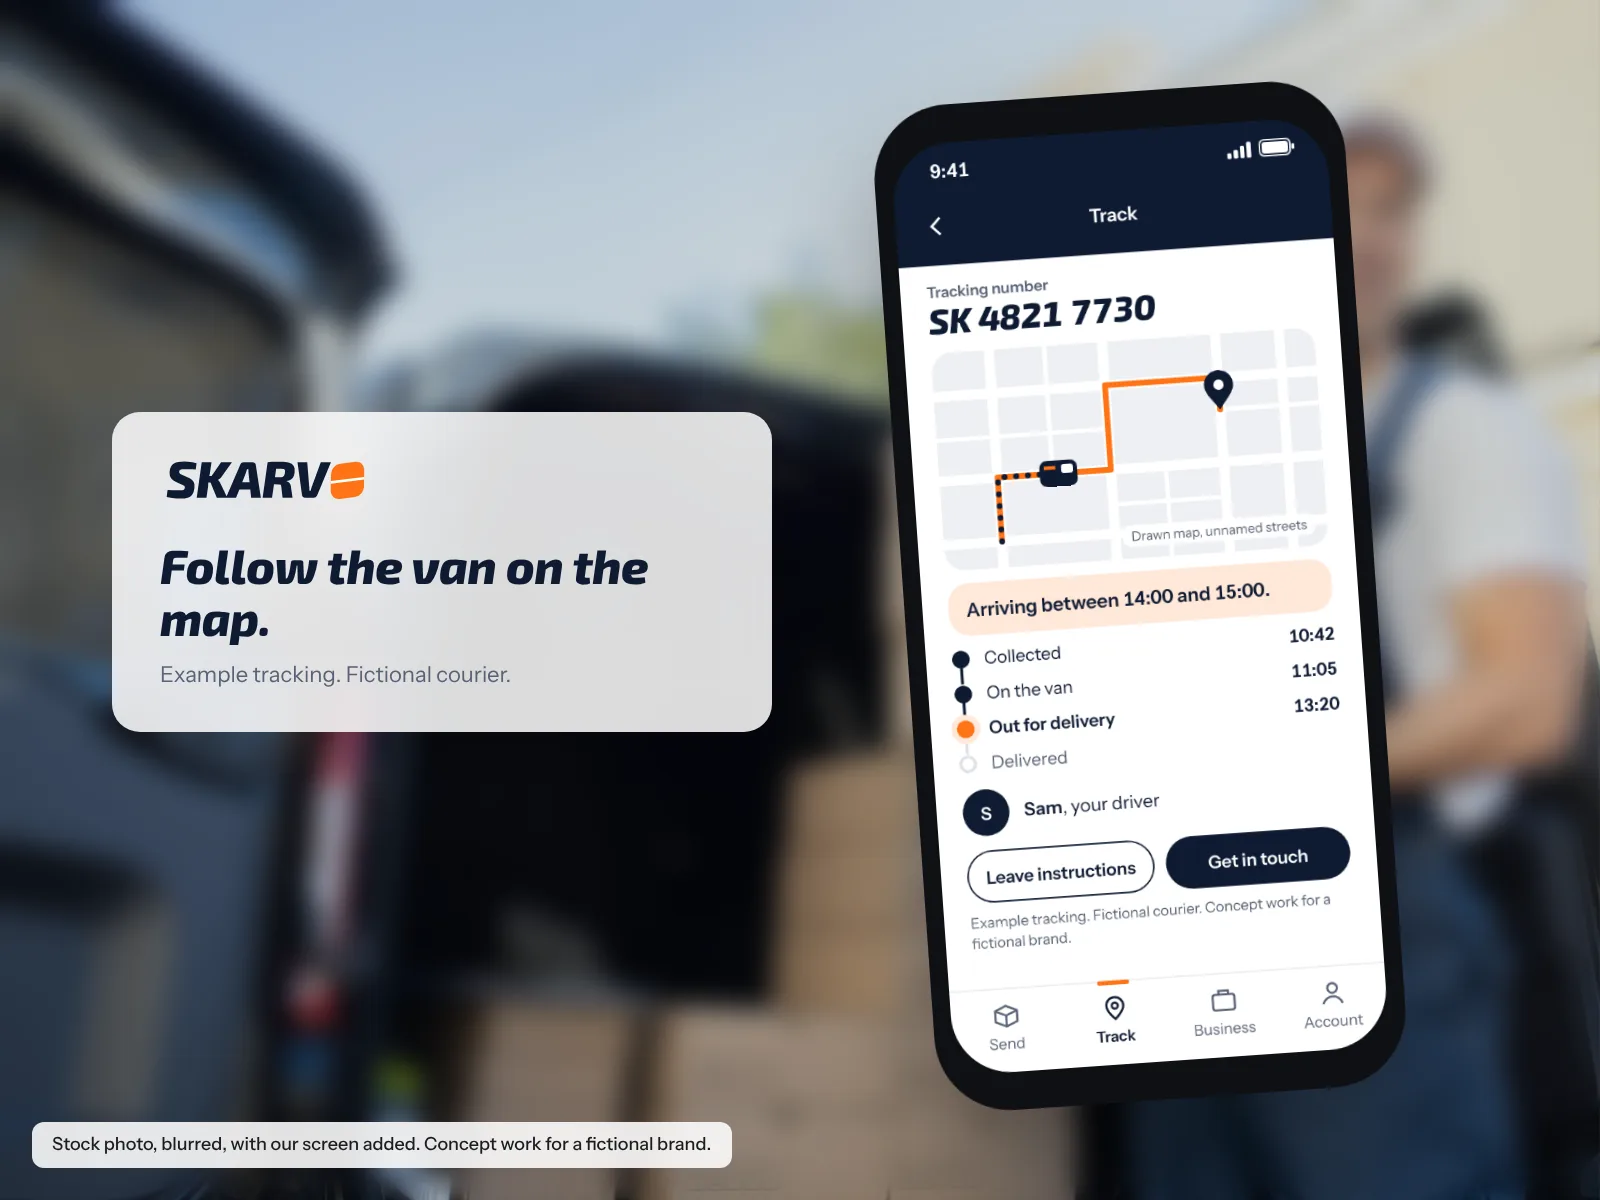 SKARVO
Follow the van on the
map.
Example tracking. Fictional courier.
Stock photo, blurred, with our screen added. Concept work for a fictional brand.
9:41
Track
Tracking number
SK 4821 7730
Drawn map, unnamed streets
Arriving between 14:00 and 15:00.
Collected 10:42
On the van 11:05
Out for delivery 13:20
Delivered
S
Sam, your driver
Leave instructions
Get in touch
Example tracking. Fictional courier. Concept work for a
fictional brand.
Send
Track
Business
Account